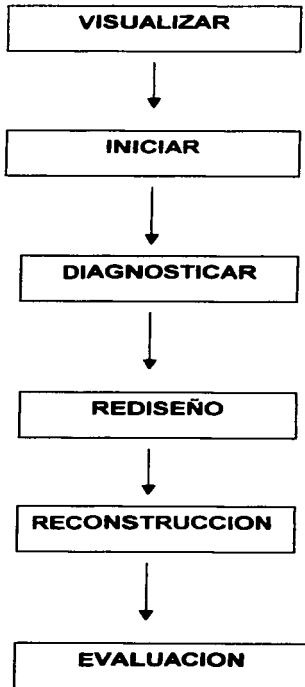 VISUALIZAR
INICIAR
DIAGNOSTICAR
REDISEÑO
RECONSTRUCCION
EVALUACION